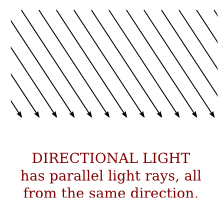 DIRECTIONAL LIGHT
has parallel light rays, all
from the same direction.